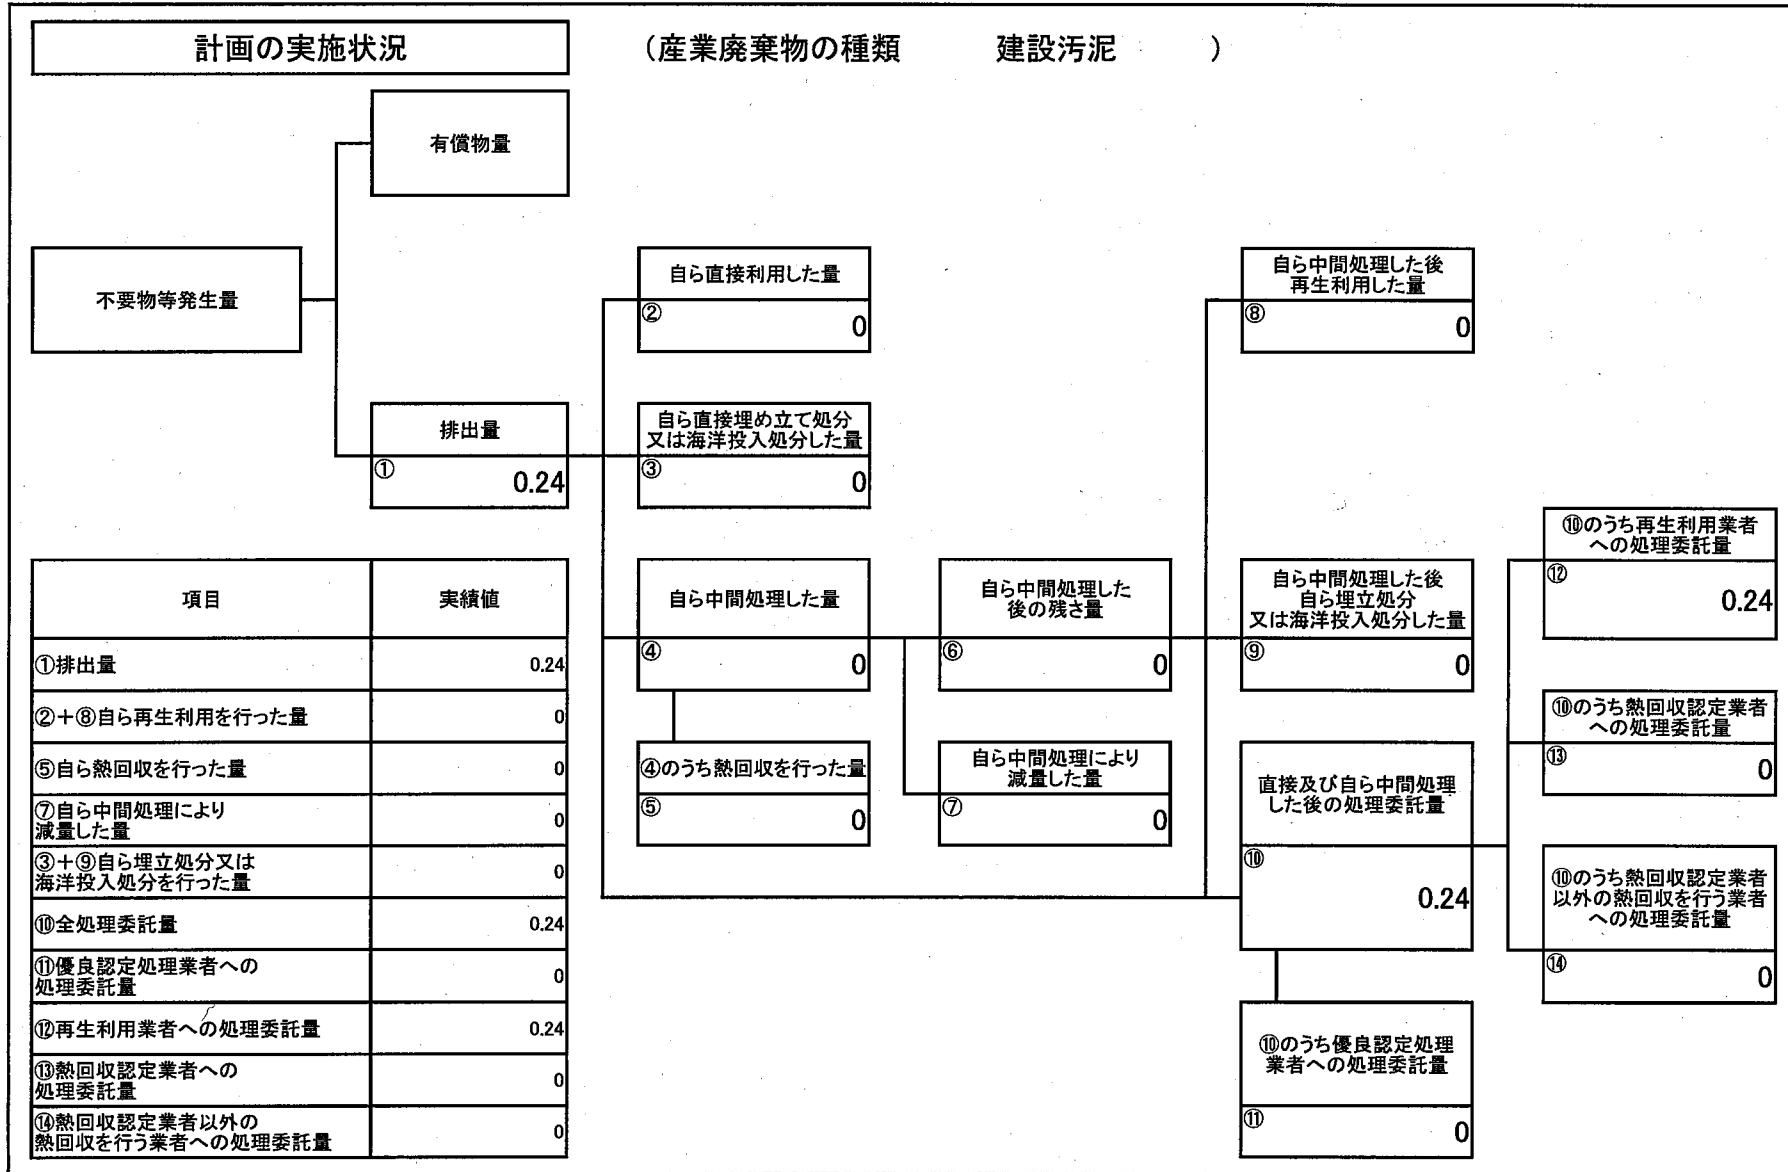 計画の実施状況
（産業廃棄物の種類　建設汚泥　）
有償物量
不要物等発生量
排出量
① 0.24
自ら直接利用した量
② 0
自ら直接埋め立て処分
又は海洋投入処分した量
③ 0
自ら中間処理した量
④ 0
④のうち熱回収を行った量
⑤ 0
自ら中間処理した
後の残さ量
⑥ 0
自ら中間処理により
減量した量
⑦ 0
自ら中間処理した後
再生利用した量
⑧ 0
自ら中間処理した後
自ら埋立処分
又は海洋投入処分した量
⑨ 0
直接及び自ら中間処理
した後の処理委託量
⑩ 0.24
⑩のうち優良認定処理
業者への処理委託量
⑪ 0
⑩のうち再生利用業者
への処理委託量
⑫ 0.24
⑩のうち熱回収認定業者
への処理委託量
⑬ 0
⑩のうち熱回収認定業者
以外の熱回収を行う業者
への処理委託量
⑭ 0
項目 実績値
①排出量 0.24
②＋⑧自ら再生利用を行った量 0
⑤自ら熱回収を行った量 0
⑦自ら中間処理により
減量した量 0
③＋⑨自ら埋立処分又は
海洋投入処分を行った量 0
⑩全処理委託量 0.24
⑪優良認定処理業者への
処理委託量 0
⑫再生利用業者への処理委託量 0.24
⑬熱回収認定業者への
処理委託量 0
⑭熱回収認定業者以外の
熱回収を行う業者への処理委託量 0